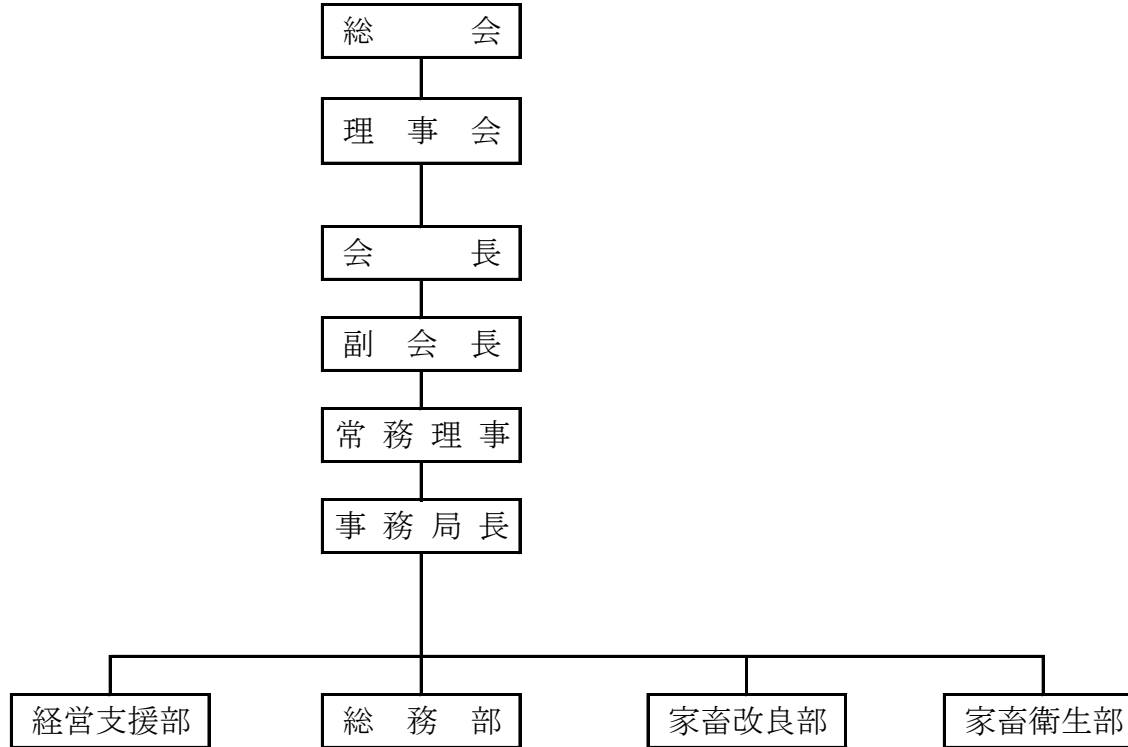 総　会
理　事　会
会　長
副　会　長
常 務 理 事
事 務 局 長
経営支援部　総　務　部　家畜改良部　家畜衛生部